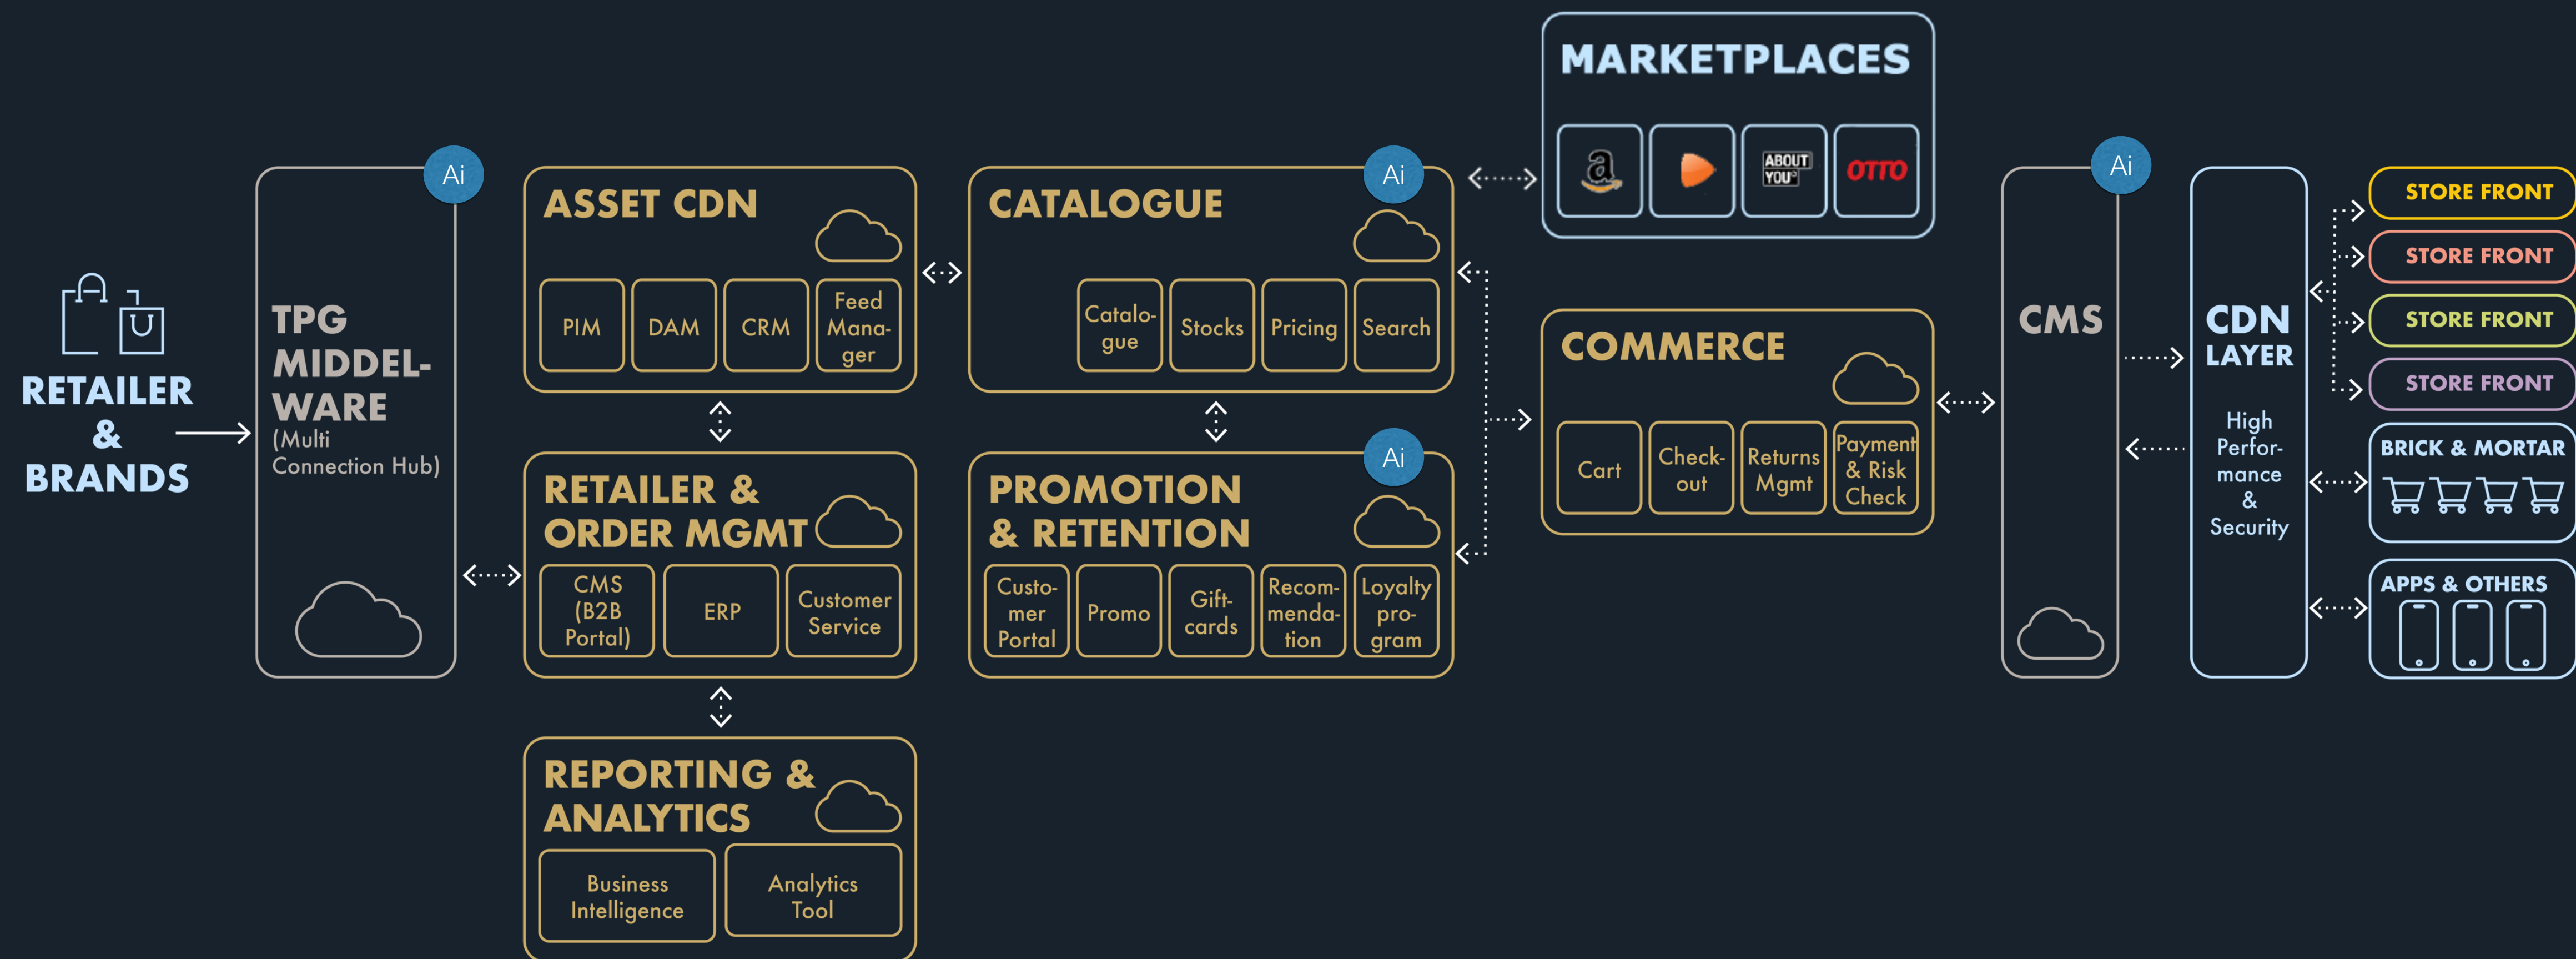 RETAILER
&
BRANDS
Ai
TPG
MIDDEL-
WARE
(Multi
Connection Hub)
ASSET CDN
PIM
DAM
CRM
Feed
Mana-
ger
RETAILER &
ORDER MGMT
CMS
(B2B
Portal)
ERP
Customer
Service
REPORTING &
ANALYTICS
Business
Intelligence
Analytics
Tool
Ai
CATALOGUE
Catalo-
gue
Stocks
Pricing
Search
Ai
PROMOTION
& RETENTION
Custo-
mer
Portal
Promo
Gift-
cards
Recom-
menda-
tion
Loyalty
pro-
gram
MARKETPLACES
a
ABOUT
YOU°
OTTO
COMMERCE
Cart
Check-
out
Returns
Mgmt
Payment
& Risk
Check
Ai
CMS
CDN
LAYER
High
Perfor-
mance
&
Security
STORE FRONT
STORE FRONT
STORE FRONT
STORE FRONT
BRICK & MORTAR
APPS & OTHERS